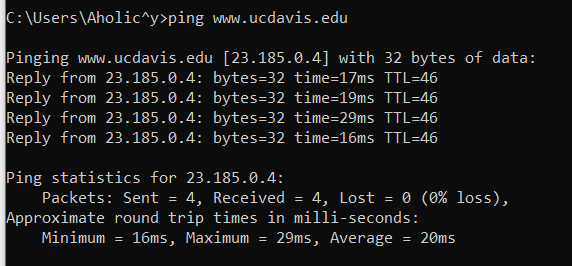 C:\Users\Aholic^y>ping www.ucdavis.edu
Pinging www.ucdavis.edu [23.185.0.4] with 32 bytes of data:
Reply from 23.185.0.4: bytes=32 time=17ms TTL=46
Reply from 23.185.0.4: bytes=32 time=19ms TTL=46
Reply from 23.185.0.4: bytes=32 time=29ms TTL=46
Reply from 23.185.0.4: bytes=32 time=16ms TTL=46
Ping statistics for 23.185.0.4:
    Packets: Sent = 4, Received = 4, Lost = 0 (0% loss),
Approximate round trip times in milli-seconds:
    Minimum = 16ms, Maximum = 29ms, Average = 20ms